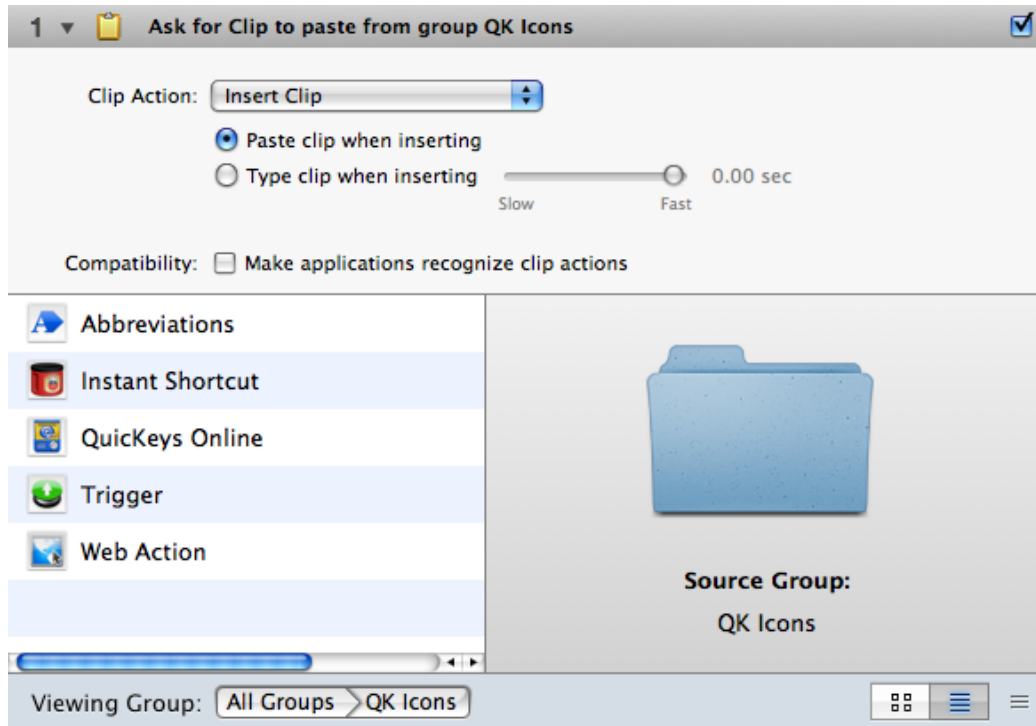 1 Ask for Clip to paste from group QK Icons
Clip Action: Insert Clip
Paste clip when inserting
Type clip when inserting 0.00 sec
Slow Fast
Compatibility: Make applications recognize clip actions
Abbreviations
Instant Shortcut
QuicKeys Online
Trigger
Web Action
Source Group:
QK Icons
Viewing Group: All Groups QK Icons